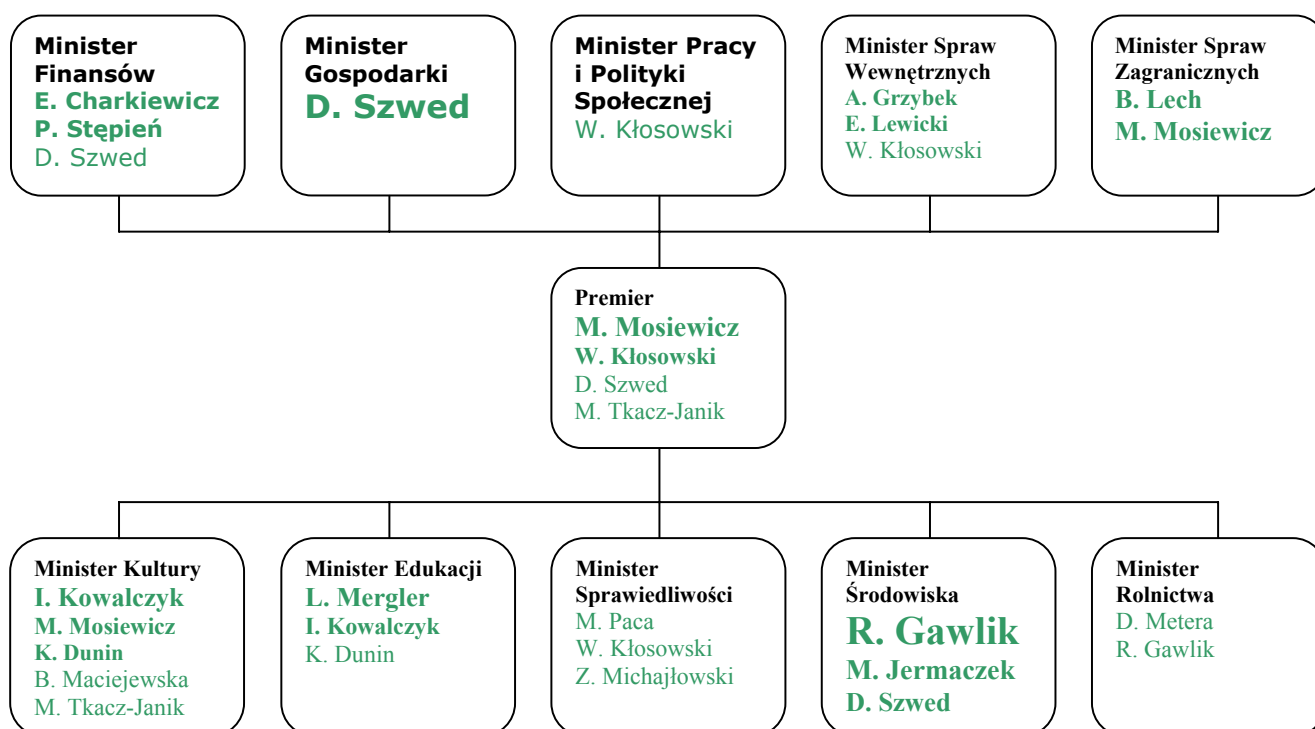 Minister
Finansów
E. Charkiewicz
P. Stępień
D. Szwed
Minister
Gospodarki
D. Szwed
Minister Pracy
i Polityki
Społecznej
W. Kłosowski
Minister Spraw
Wewnętrznych
A. Grzybek
E. Lewicki
W. Kłosowski
Minister Spraw
Zagranicznych
B. Lech
M. Mosiewicz
Premier
M. Mosiewicz
W. Kłosowski
D. Szwed
M. Tkacz-Janik
Minister Kultury
I. Kowalczyk
M. Mosiewicz
K. Dunin
B. Maciejewska
M. Tkacz-Janik
Minister Edukacji
L. Mergler
I. Kowalczyk
K. Dunin
Minister
Sprawiedliwości
M. Paca
W. Kłosowski
Z. Michajłowski
Minister
Środowiska
R. Gawlik
M. Jermaczek
D. Szwed
Minister
Rolnictwa
D. Metera
R. Gawlik